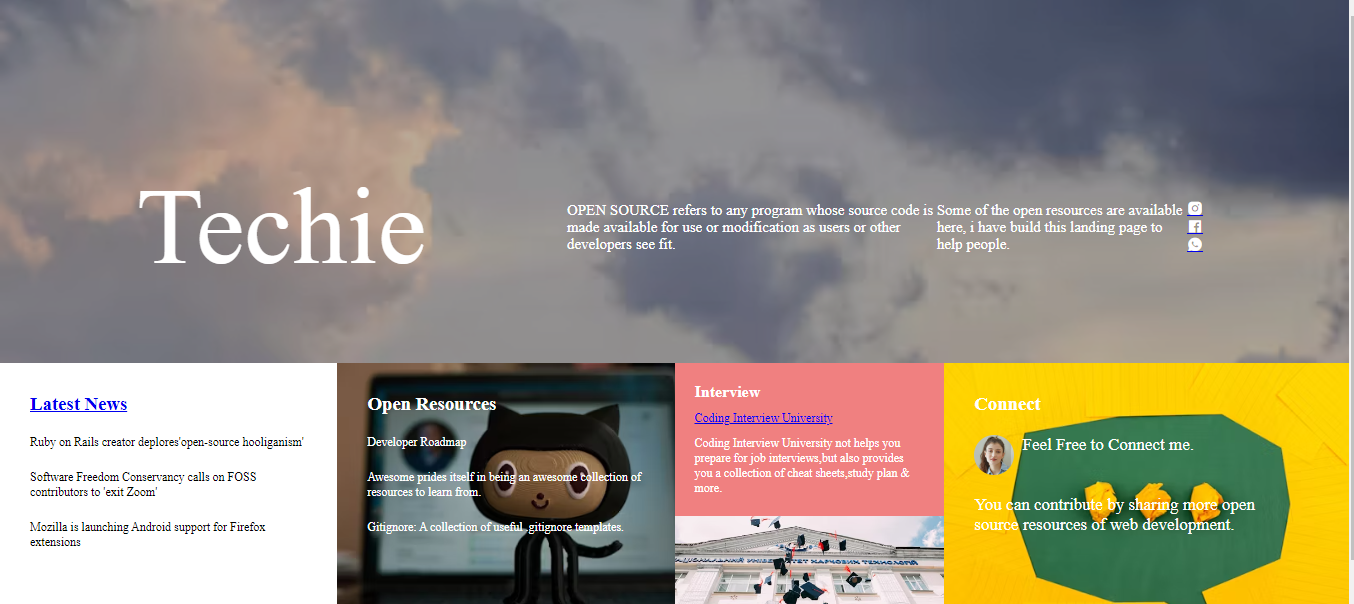 Techie
OPEN SOURCE refers to any program whose source code is
made available for use or modification as users or other
developers see fit.
Some of the open resources are available
here, i have build this landing page to
help people.
Latest News
Ruby on Rails creator deplores'open-source hooliganism'
Software Freedom Conservancy calls on FOSS
contributors to 'exit Zoom'
Mozilla is launching Android support for Firefox
extensions
Open Resources
Developer Roadmap
Awesome prides itself in being an awesome collection of
resources to learn from.
Gitignore: A collection of useful .gitignore templates.
Interview
Coding Interview University
Coding Interview University not helps you
prepare for job interviews,but also provides
you a collection of cheat sheets,study plan &
more.
УНІВЕРСИТЕТ ХАРЧОВИХ ТЕХНОЛОГІЙ
Connect
Feel Free to Connect me.
You can contribute by sharing more open
source resources of web development.